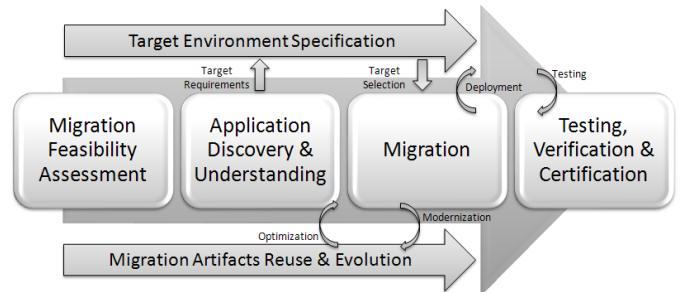 Target Environment Specification
Target
Requirements
Target
Selection
Deployment
Testing
Migration
Feasibility
Assessment
Application
Discovery &
Understanding
Migration
Testing,
Verification &
Certification
Optimization
Modernization
Migration Artifacts Reuse & Evolution